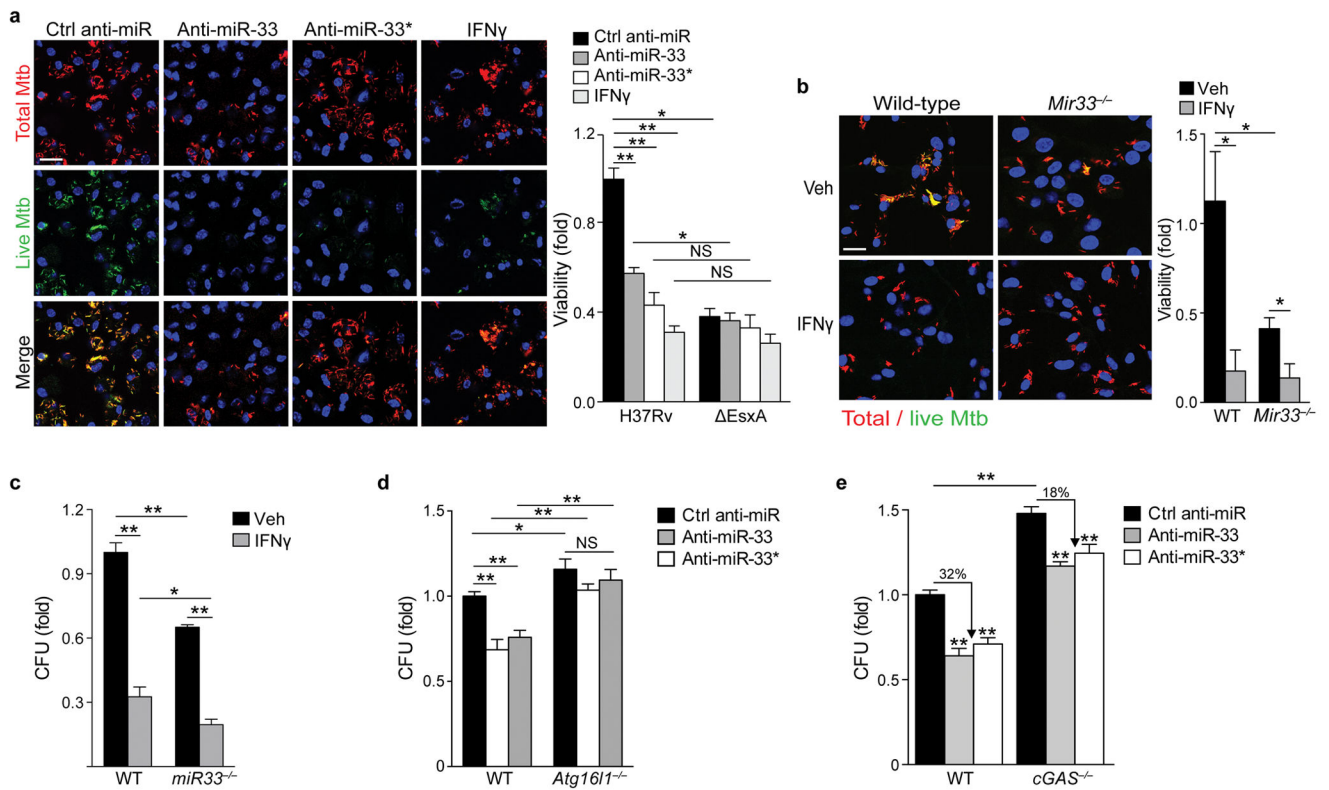 a
Ctrl anti-miR Anti-miR-33 Anti-miR-33* IFNγ
Total Mtb
Live Mtb
Merge
Ctrl anti-miR
Anti-miR-33
Anti-miR-33*
IFNγ
Viability (fold)
1.2
0.8
0.4
0.0
*
**
**
**
*
NS
NS
H37Rv ΔEsxA
b
Wild-type Mir33–/–
Veh
IFNγ
Total / live Mtb
Veh
IFNγ
Viability (fold)
1.5
1.0
0.5
0.0
*
*
*
WT Mir33–/–
c
Veh
IFNγ
CFU (fold)
1.2
0.9
0.6
0.3
**
**
*
**
WT miR33–/–
d
Ctrl anti-miR
Anti-miR-33
Anti-miR-33*
CFU (fold)
1.5
1.0
0.5
0
**
**
*
NS
**
**
WT Atg16l1–/–
e
Ctrl anti-miR
Anti-miR-33
Anti-miR-33*
CFU (fold)
1.5
1.0
0.5
0
**
18%
** **
32%
** **
WT cGAS–/–